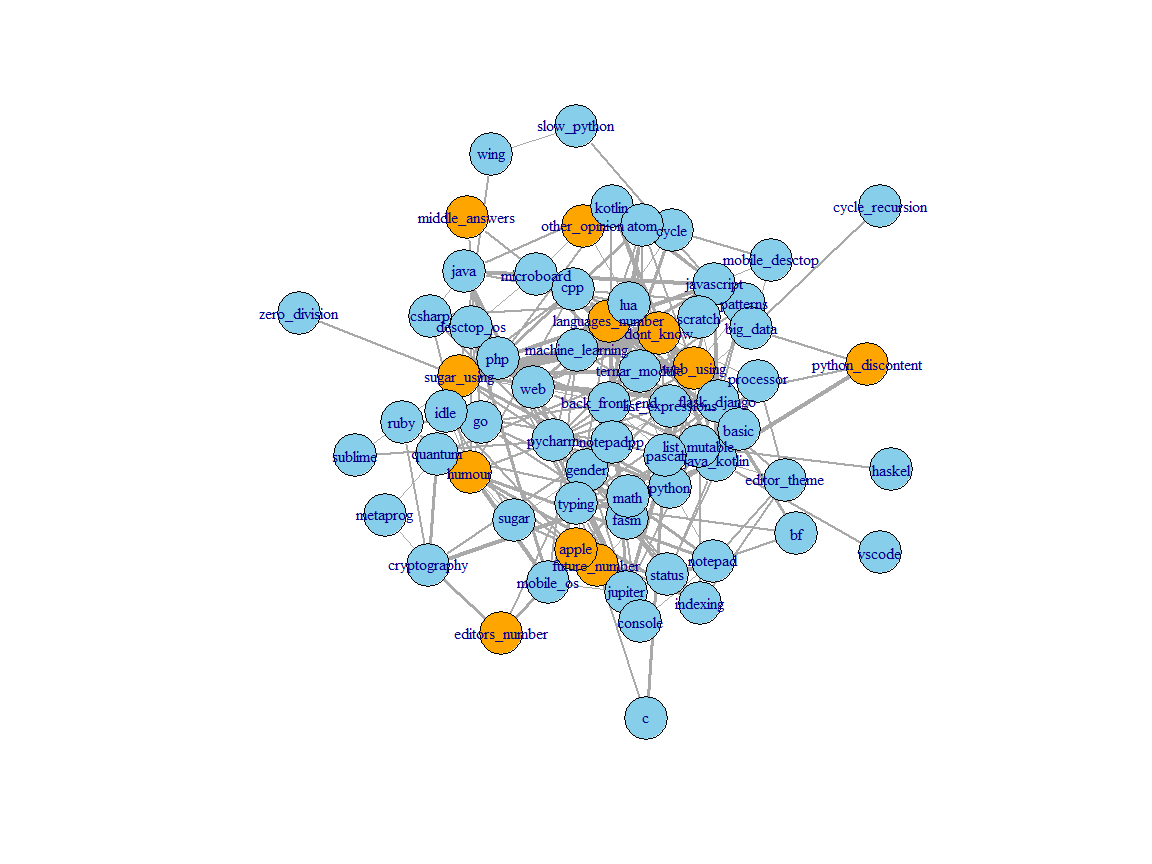 slow_python
wing
middle_answers
other_opinion
kotlin
atom
cycle
cycle_recursion
java
microboard
cpp
mobile_desctop
javascript
patterns
lua
zero_division
csharp
desctop_os
languages_number
dont_know
scratch
big_data
php
machine_learning
ternar_module
web_using
python_discontent
sugar_using
web
processor
back_front_end
list_expressions
flask_django
idle
go
ruby
basic
pycharm
notepadpp
list_mutable
sublime
quantum
humour
gender
pascal
java_kotlin
haskel
editor_theme
python
typing
math
metaprog
sugar
fasm
bf
vscode
cryptography
apple
future_number
mobile_os
status
notepad
jupiter
indexing
console
editors_number
c